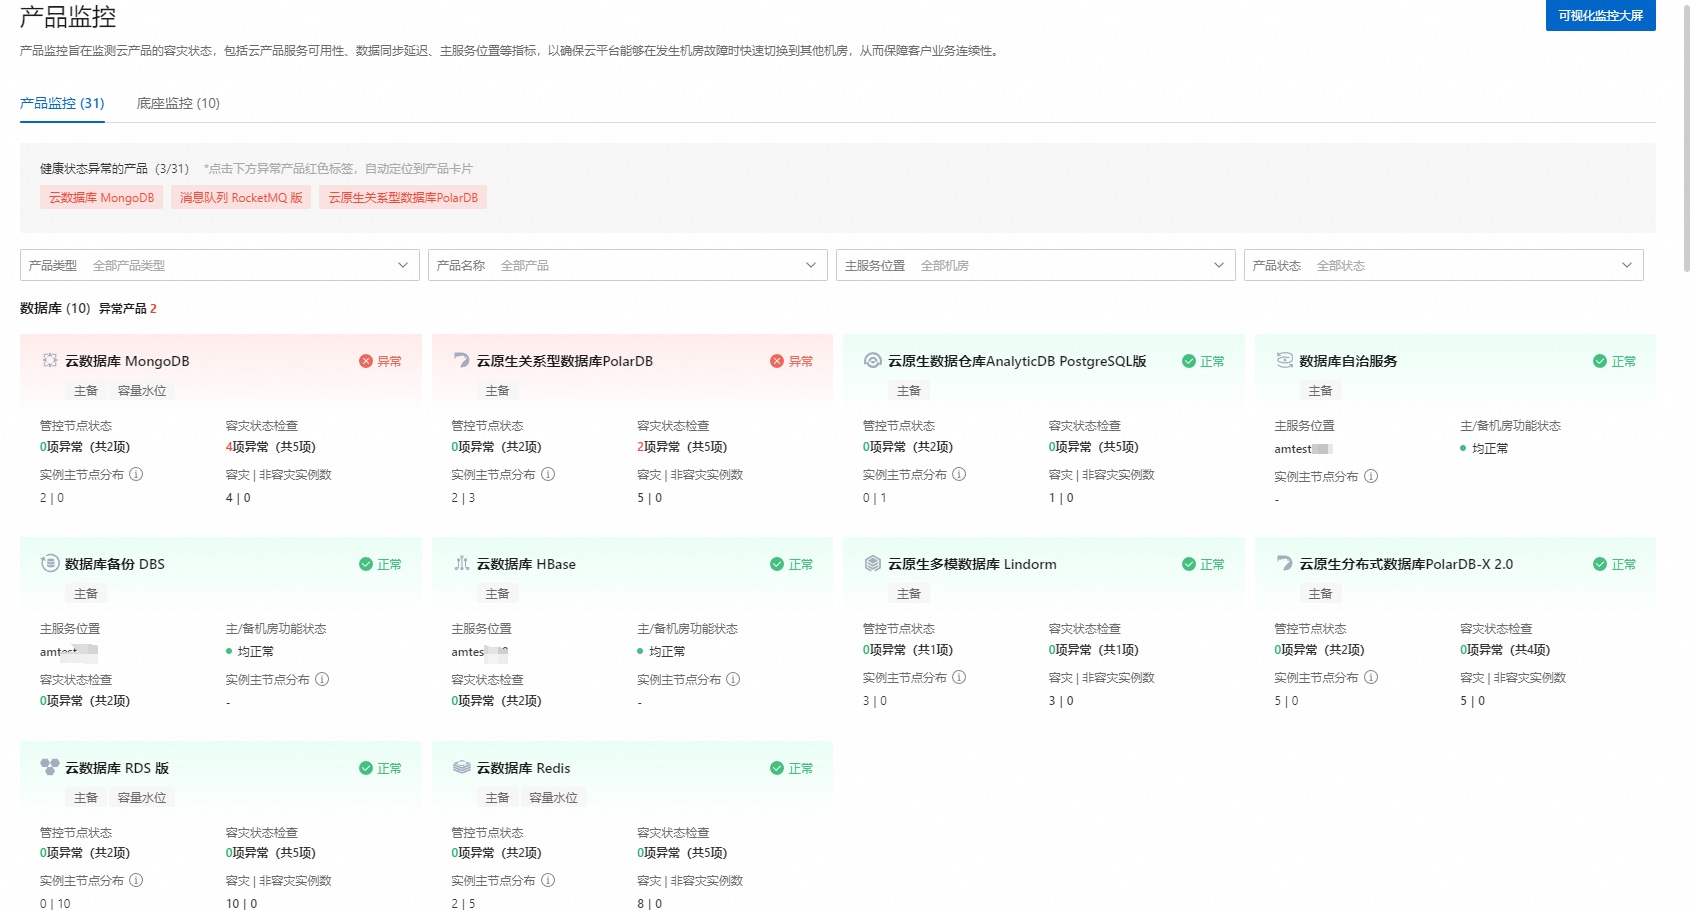 产品监控
可视化监控大屏
产品监控旨在监测云产品的容灾状态，包括云产品服务可用性、数据同步延迟、主服务位置等指标，以确保云平台能够在发生机房故障时快速切换到其他机房，从而保障客户业务连续性。
产品监控 (31) 底座监控 (10)
健康状态异常的产品（3/31） *点击下方异常产品红色标签，自动定位到产品卡片
云数据库 MongoDB 消息队列 RocketMQ 版 云原生关系型数据库PolarDB
产品类型 全部产品类型 产品名称 全部产品 主服务位置 全部机房 产品状态 全部状态
数据库 (10) 异常产品 2
云数据库 MongoDB 异常
主备 容量水位
管控节点状态 容灾状态检查
0项异常（共2项） 4项异常（共5项）
实例主节点分布 容灾 | 非容灾实例数
2 | 0 4 | 0
云原生关系型数据库PolarDB 异常
主备
管控节点状态 容灾状态检查
0项异常（共2项） 2项异常（共5项）
实例主节点分布 容灾 | 非容灾实例数
2 | 3 5 | 0
云原生数据仓库AnalyticDB PostgreSQL版 正常
主备
管控节点状态 容灾状态检查
0项异常（共2项） 0项异常（共5项）
实例主节点分布 容灾 | 非容灾实例数
0 | 1 1 | 0
数据库自治服务 正常
主备
主服务位置 主/备机房功能状态
amtest 均正常
实例主节点分布
-
数据库备份 DBS 正常
主备
主服务位置 主/备机房功能状态
均正常
容灾状态检查 实例主节点分布
0项异常（共2项） -
云数据库 HBase 正常
主备
主服务位置 主/备机房功能状态
amtes 均正常
容灾状态检查 实例主节点分布
0项异常（共2项） -
云原生多模数据库 Lindorm 正常
主备
管控节点状态 容灾状态检查
0项异常（共1项） 0项异常（共1项）
实例主节点分布 容灾 | 非容灾实例数
3 | 0 3 | 0
云原生分布式数据库PolarDB-X 2.0 正常
主备
管控节点状态 容灾状态检查
0项异常（共2项） 0项异常（共4项）
实例主节点分布 容灾 | 非容灾实例数
5 | 0 5 | 0
云数据库 RDS 版 正常
主备 容量水位
管控节点状态 容灾状态检查
0项异常（共2项） 0项异常（共5项）
实例主节点分布 容灾 | 非容灾实例数
0 | 10 10 | 0
云数据库 Redis 正常
主备 容量水位
管控节点状态 容灾状态检查
0项异常（共2项） 0项异常（共5项）
实例主节点分布 容灾 | 非容灾实例数
2 | 5 8 | 0